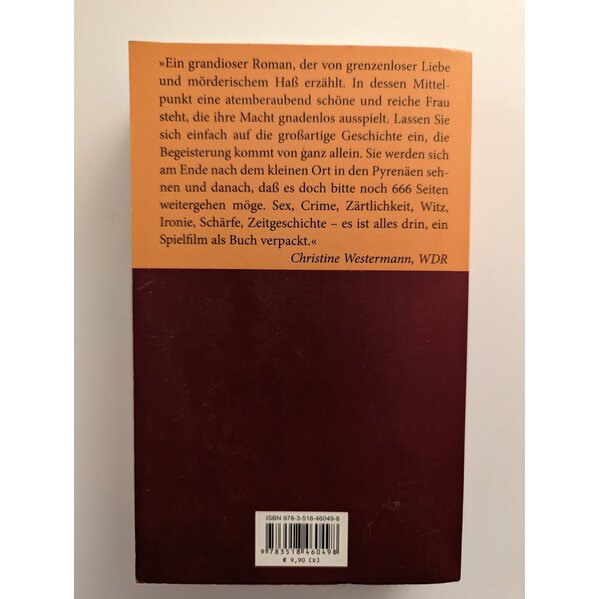 »Ein grandioser Roman, der von grenzenloser Liebe
und mörderischem Haß erzählt. In dessen Mittel-
punkt eine atemberaubend schöne und reiche Frau
steht, die ihre Macht gnadenlos ausspielt. Lassen Sie
sich einfach auf die großartige Geschichte ein, die
Begeisterung kommt von ganz allein. Sie werden sich
am Ende nach dem kleinen Ort in den Pyrenäen seh-
nen und danach, daß es doch bitte noch 666 Seiten
weitergehen möge. Sex, Crime, Zärtlichkeit, Witz,
Ironie, Schärfe, Zeitgeschichte – es ist alles drin, ein
Spielfilm als Buch verpackt.«
Christine Westermann, WDR
ISBN 978-3-518-46049-8
9 783518 460498
€ 9,90 [D]